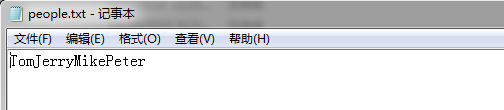 people.txt - 记事本
文件(F) 编辑(E) 格式(O) 查看(V) 帮助(H)
TomJerryMikePeter